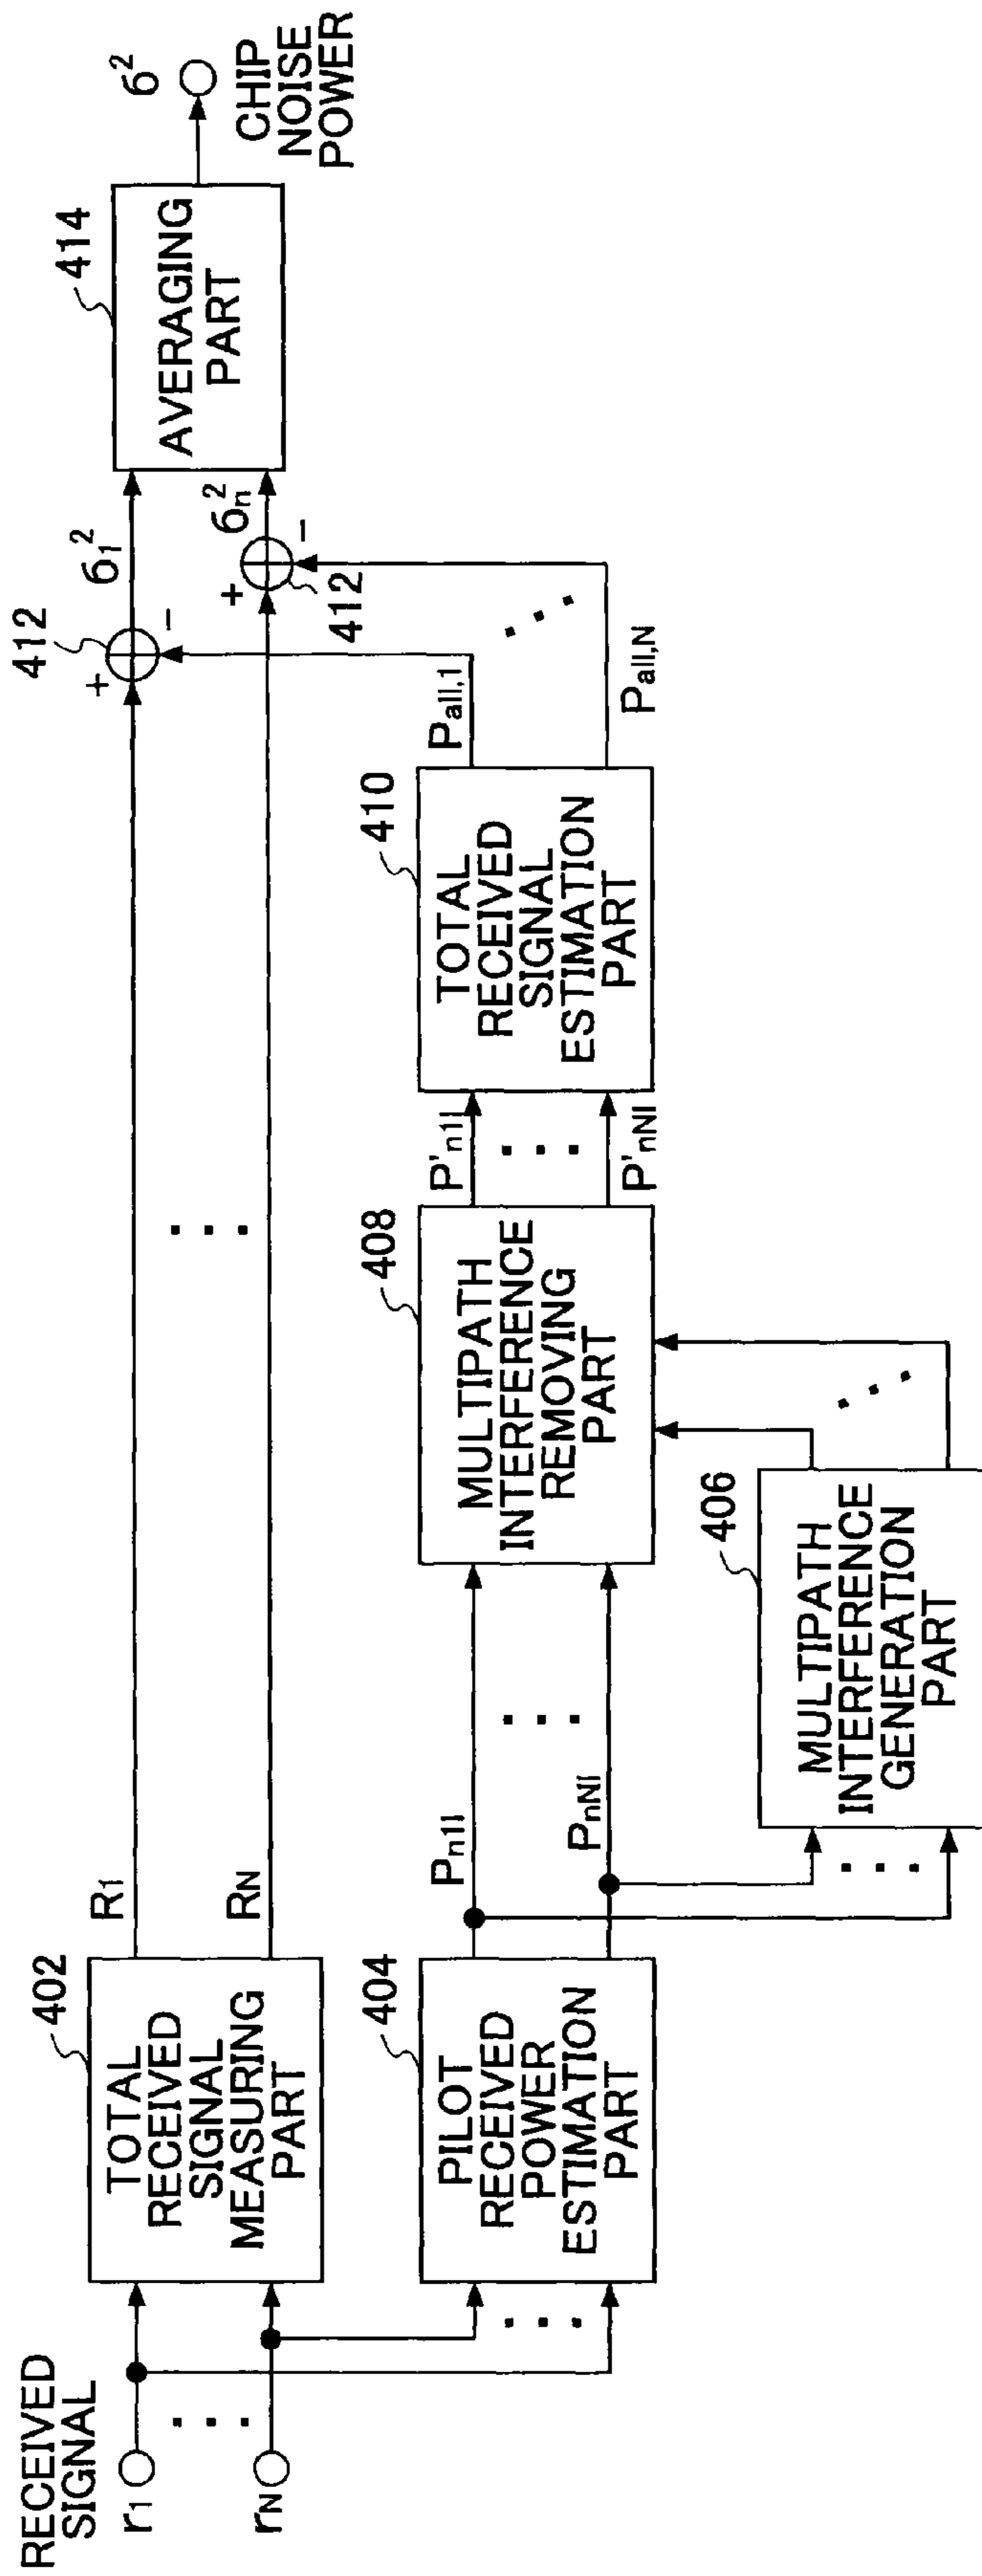 RECEIVED
SIGNAL
r1
rN
402
TOTAL
RECEIVED
SIGNAL
MEASURING
PART
R1
RN
404
PILOT
RECEIVED
POWER
ESTIMATION
PART
Pn1l
PnNl
406
MULTIPATH
INTERFERENCE
GENERATION
PART
408
MULTIPATH
INTERFERENCE
REMOVING
PART
P'n1l
P'nNl
410
TOTAL
RECEIVED
SIGNAL
ESTIMATION
PART
Pall,1
Pall,N
412
+
−
6₁²
+
−
412
6ₙ²
414
AVERAGING
PART
6²
CHIP
NOISE
POWER